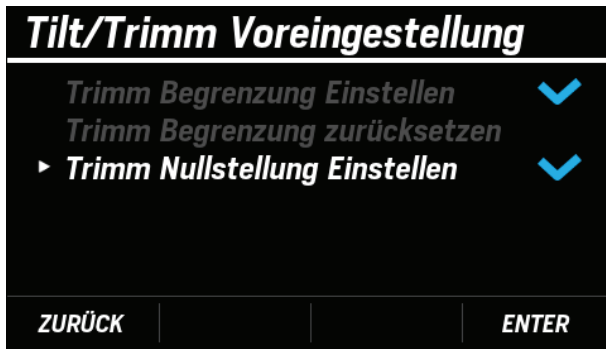 Tilt/Trimm Voreingestellung
Trimm Begrenzung Einstellen
Trimm Begrenzung zurücksetzen
Trimm Nullstellung Einstellen
ZURÜCK ENTER